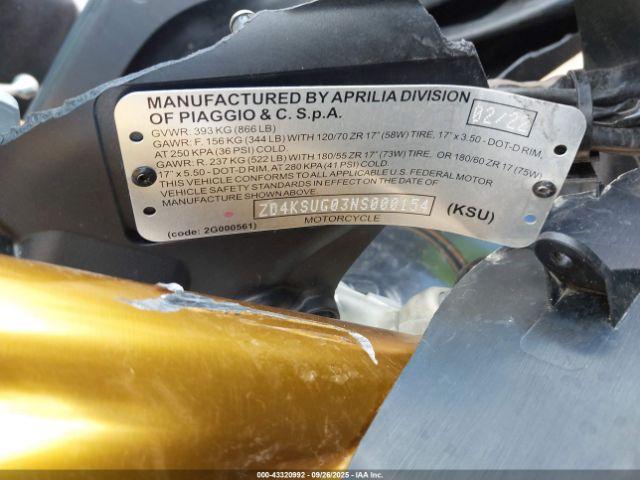 MANUFACTURED BY APRILIA DIVISION
OF PIAGGIO & C. S.p.A.
02/22
GVWR: 393 KG (866 LB)
GAWR: F. 156 KG (344 LB) WITH 120/70 ZR 17" (58W) TIRE, 17" x 3.50 - DOT-D RIM,
AT 250 KPA (36 PSI) COLD.
GAWR: R. 237 KG (522 LB) WITH 180/55 ZR 17" (73W) TIRE, OR 180/60 ZR 17 (75W)
17" x 5.50 - DOT-D RIM, AT 280 KPA (41 PSI) COLD.
THIS VEHICLE CONFORMS TO ALL APPLICABLE U.S. FEDERAL MOTOR
VEHICLE SAFETY STANDARDS IN EFFECT ON THE DATE OF
MANUFACTURE SHOWN ABOVE.
ZD4KSUG03NS000154 (KSU)
MOTORCYCLE
(code: 2G000561)
000-43320992 - 09/26/2025 - IAAI.COM